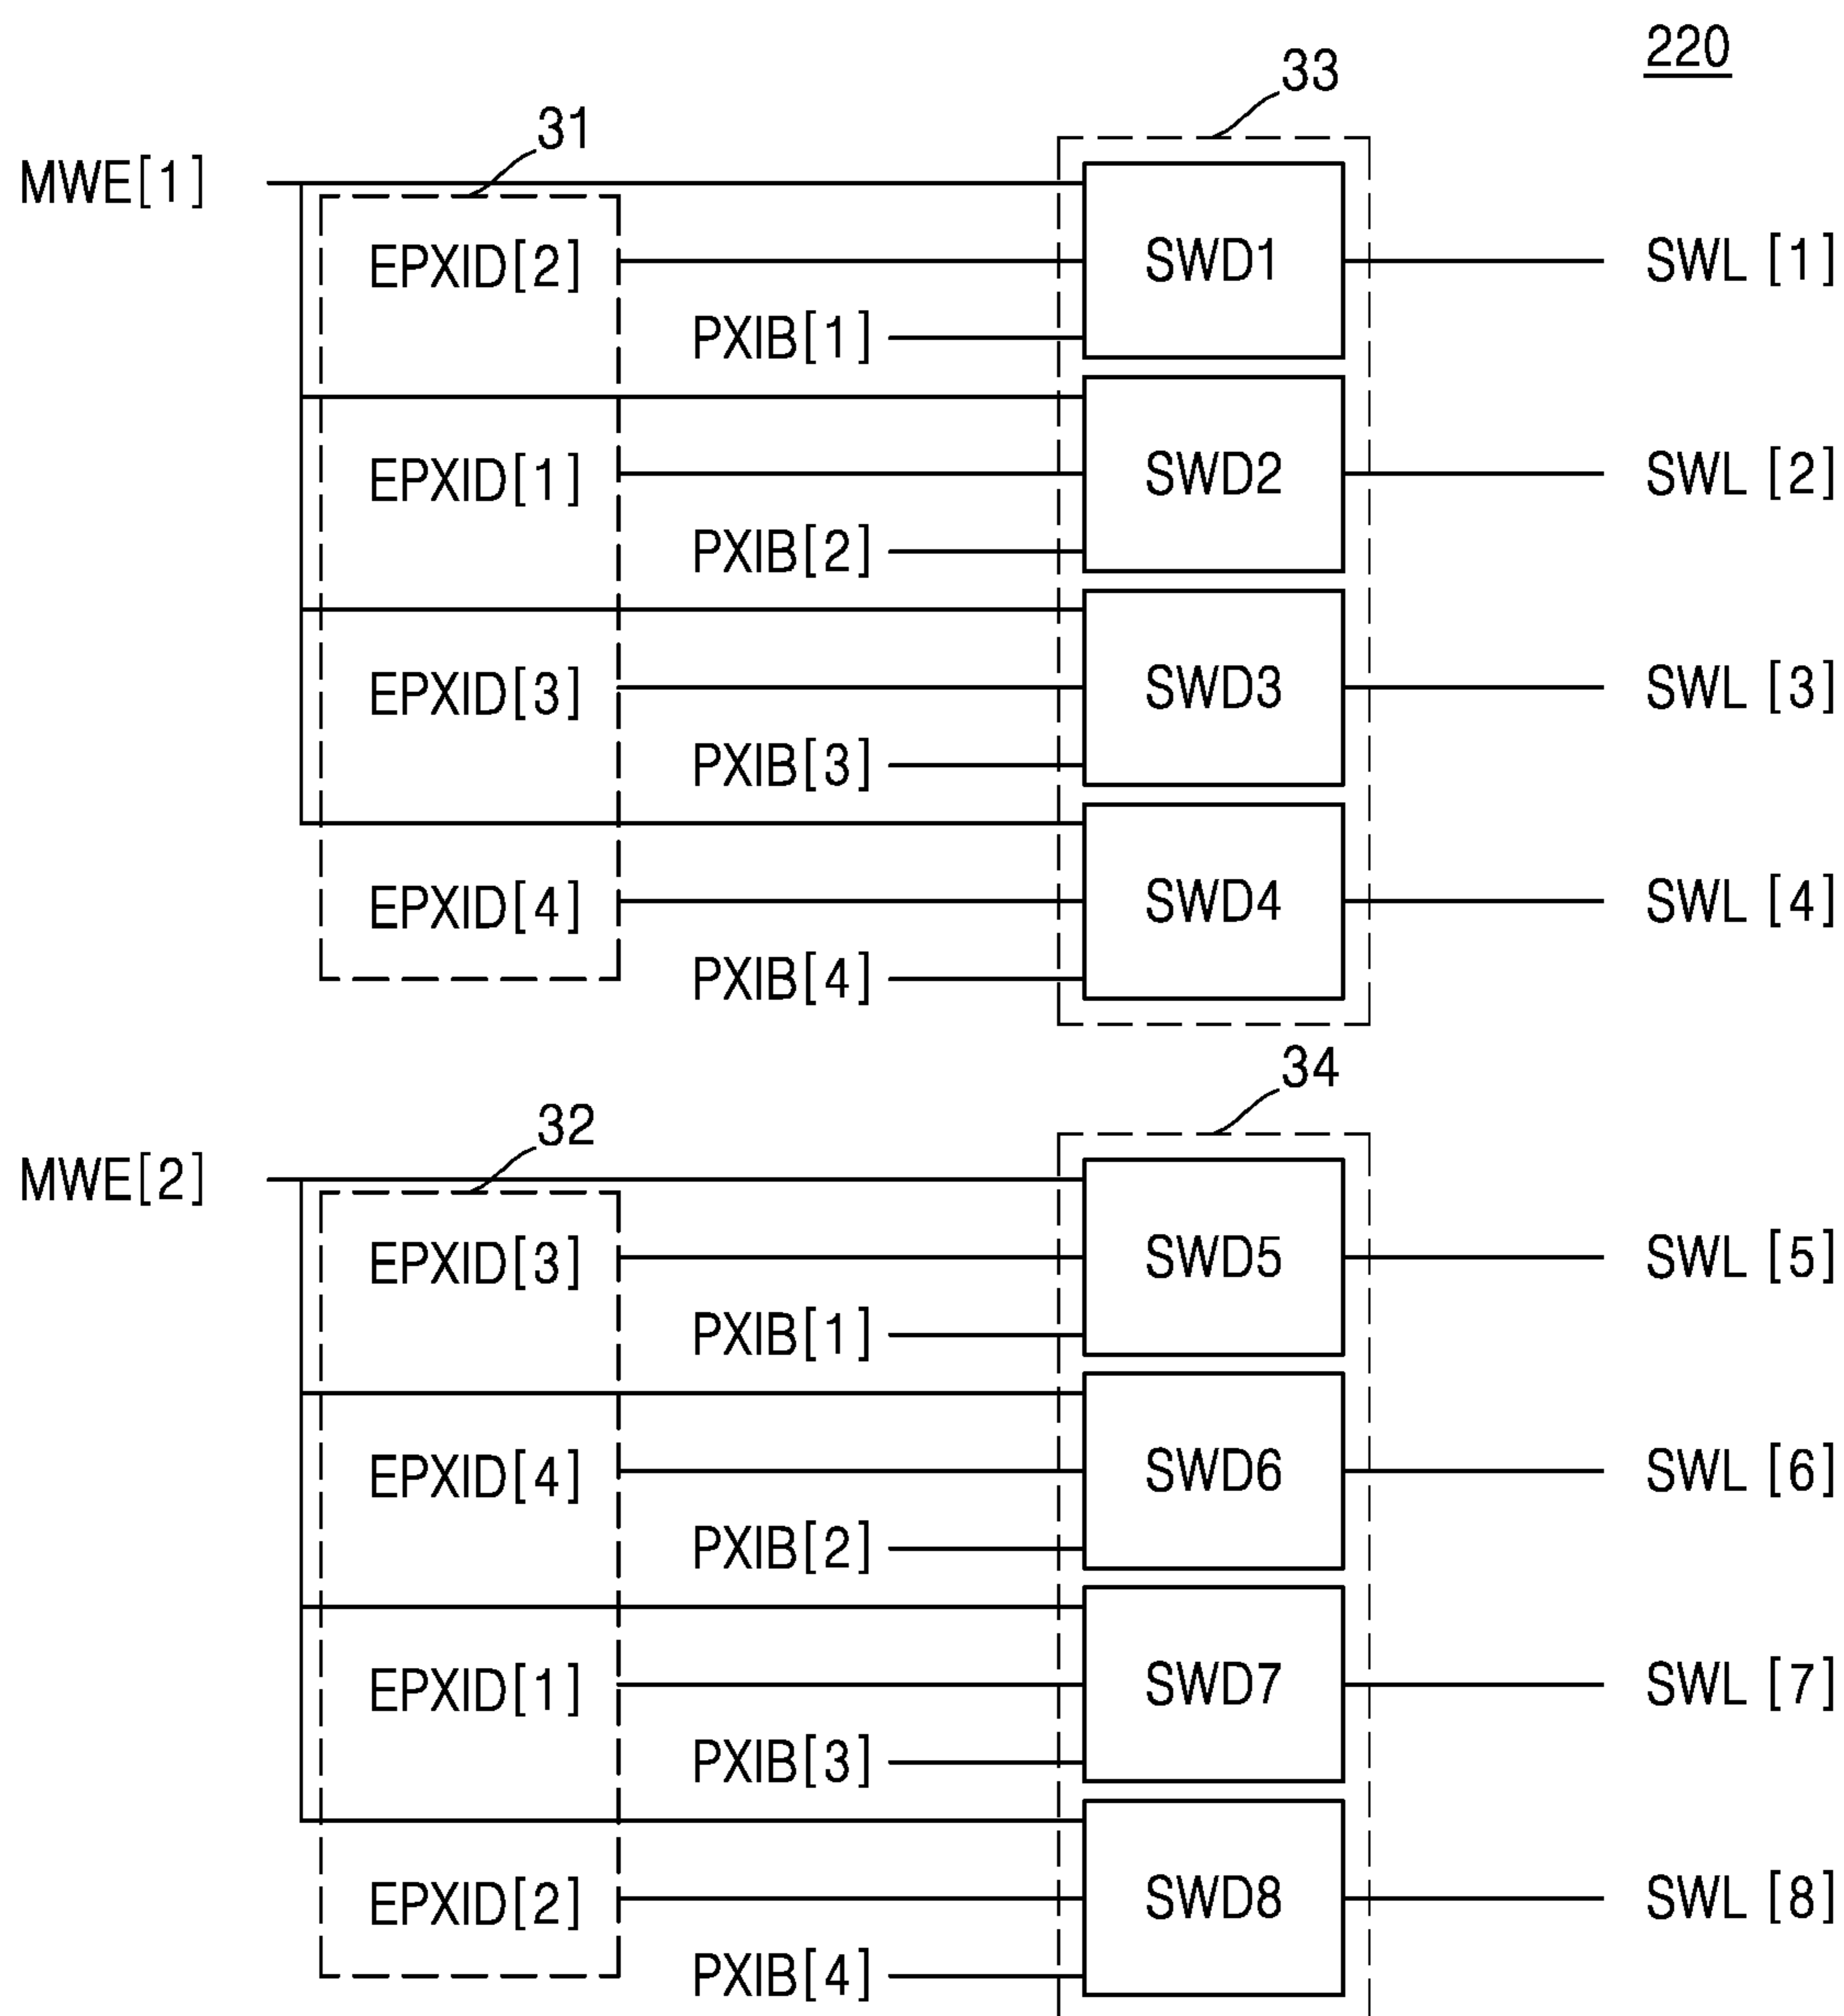 220
33
31
MWE[1]
EPXID[2] SWD1 SWL [1]
PXIB[1]
EPXID[1] SWD2 SWL [2]
PXIB[2]
EPXID[3] SWD3 SWL [3]
PXIB[3]
EPXID[4] SWD4 SWL [4]
PXIB[4]
34
32
MWE[2]
EPXID[3] SWD5 SWL [5]
PXIB[1]
EPXID[4] SWD6 SWL [6]
PXIB[2]
EPXID[1] SWD7 SWL [7]
PXIB[3]
EPXID[2] SWD8 SWL [8]
PXIB[4]